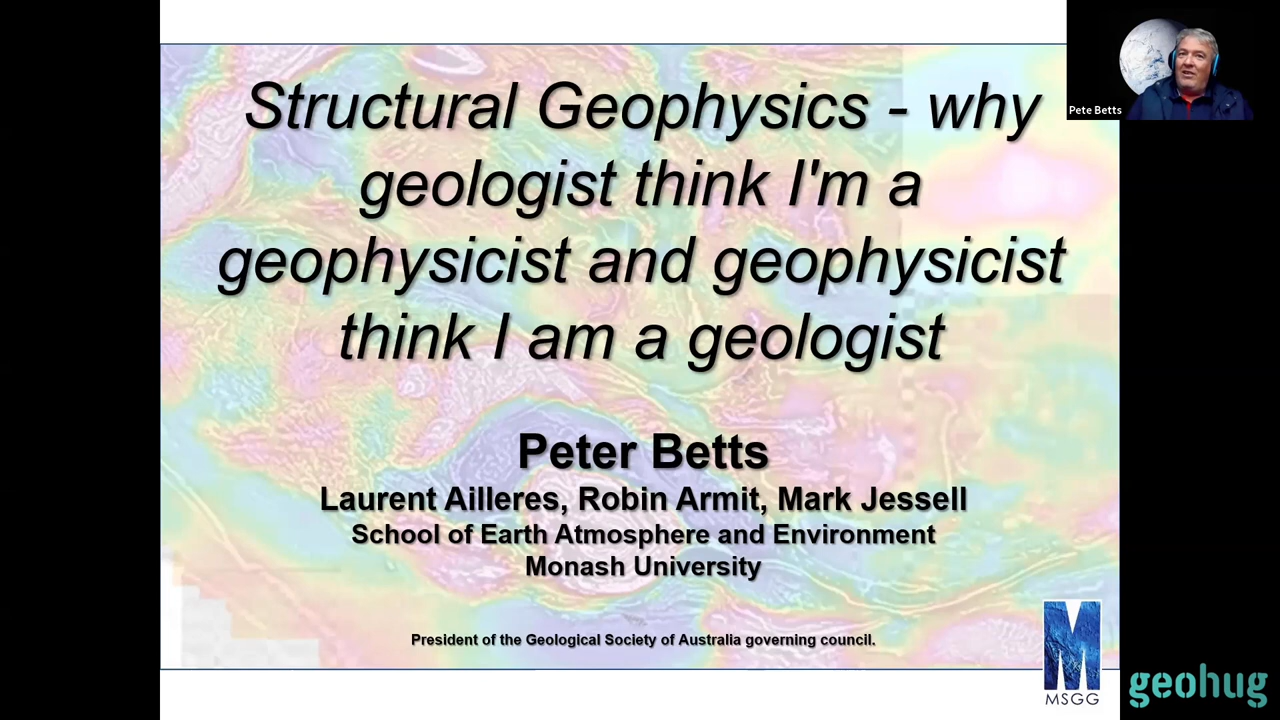 Structural Geophysics - why
geologist think I'm a
geophysicist and geophysicist
think I am a geologist
Peter Betts
Laurent Ailleres, Robin Armit, Mark Jessell
School of Earth Atmosphere and Environment
Monash University
President of the Geological Society of Australia governing council.
Pete Betts
M
MSGG
geohug